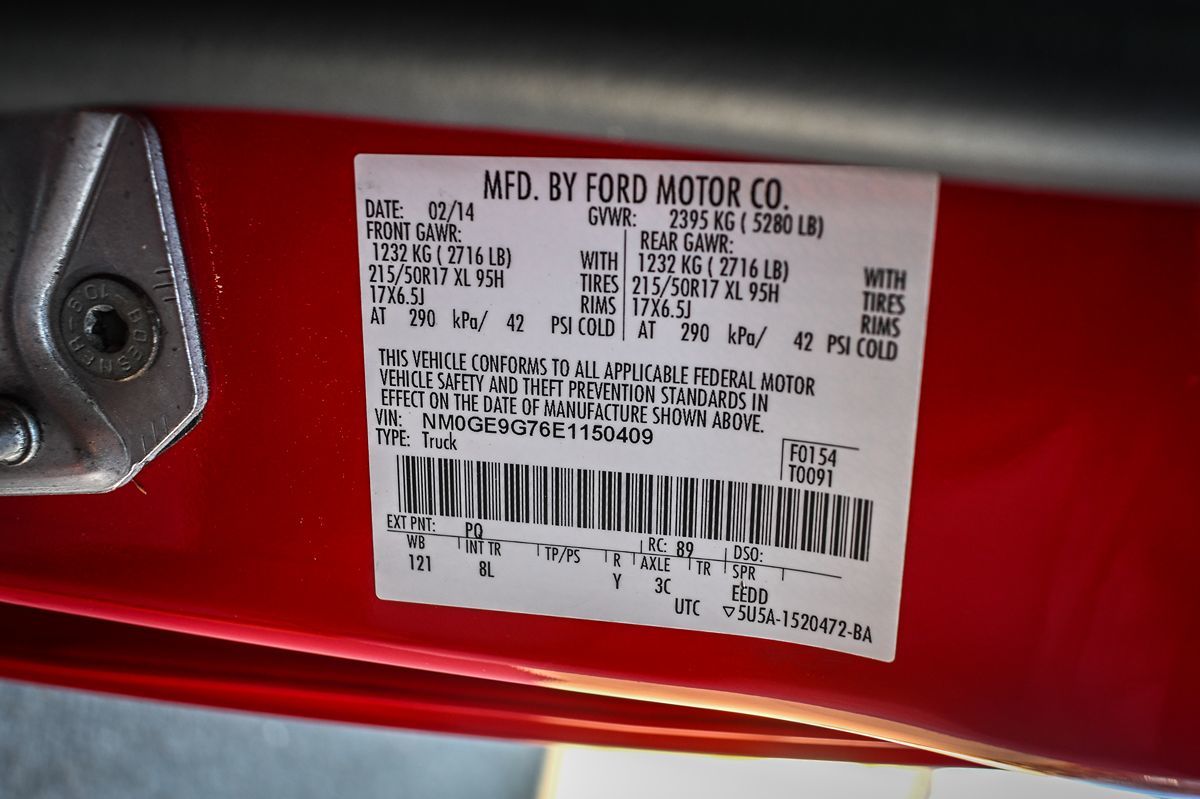 MFD. BY FORD MOTOR CO.
DATE: 02/14 GVWR: 2395 KG ( 5280 LB)
FRONT GAWR: REAR GAWR:
1232 KG ( 2716 LB) WITH 1232 KG ( 2716 LB) WITH
215/50R17 XL 95H TIRES 215/50R17 XL 95H TIRES
17X6.5J RIMS 17X6.5J RIMS
AT 290 kPa/ 42 PSI COLD AT 290 kPa/ 42 PSI COLD
THIS VEHICLE CONFORMS TO ALL APPLICABLE FEDERAL MOTOR
VEHICLE SAFETY AND THEFT PREVENTION STANDARDS IN
EFFECT ON THE DATE OF MANUFACTURE SHOWN ABOVE.
VIN: NM0GE9G76E1150409
TYPE: Truck
F0154
T0091
EXT PNT: PQ RC: 89 DSO:
WB INT TR TP/PS R AXLE TR SPR
121 8L Y 3C EEDD
UTC ▽5U5A-1520472-BA